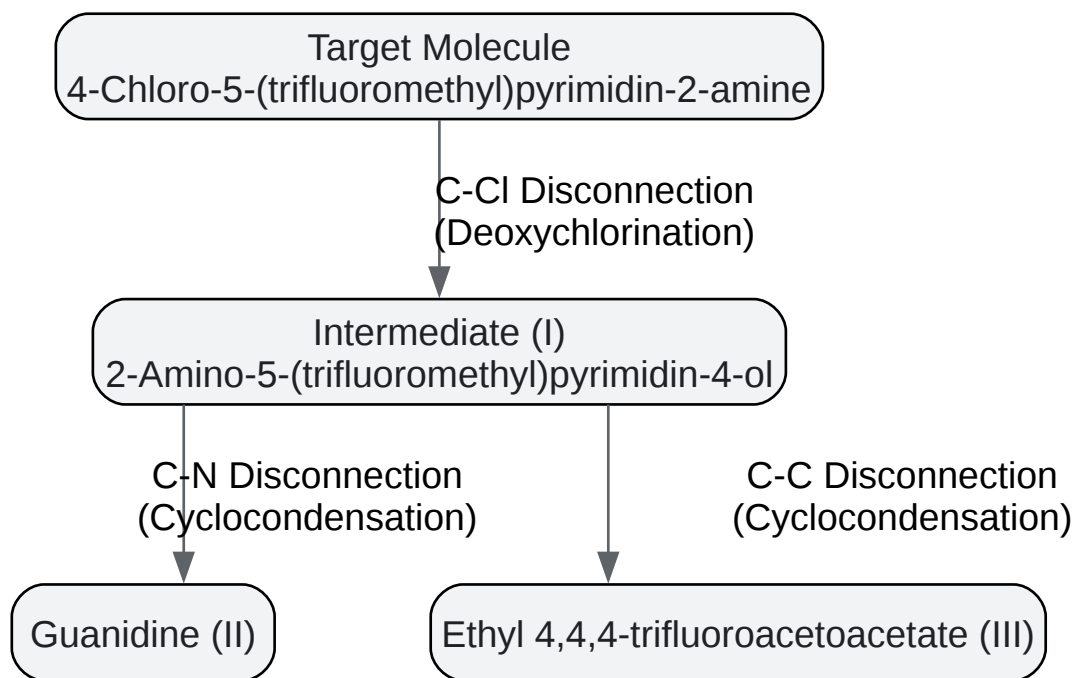 Target Molecule
4-Chloro-5-(trifluoromethyl)pyrimidin-2-amine
C-Cl Disconnection
(Deoxychlorination)
Intermediate (I)
2-Amino-5-(trifluoromethyl)pyrimidin-4-ol
C-N Disconnection
(Cyclocondensation)
C-C Disconnection
(Cyclocondensation)
Guanidine (II)
Ethyl 4,4,4-trifluoroacetoacetate (III)